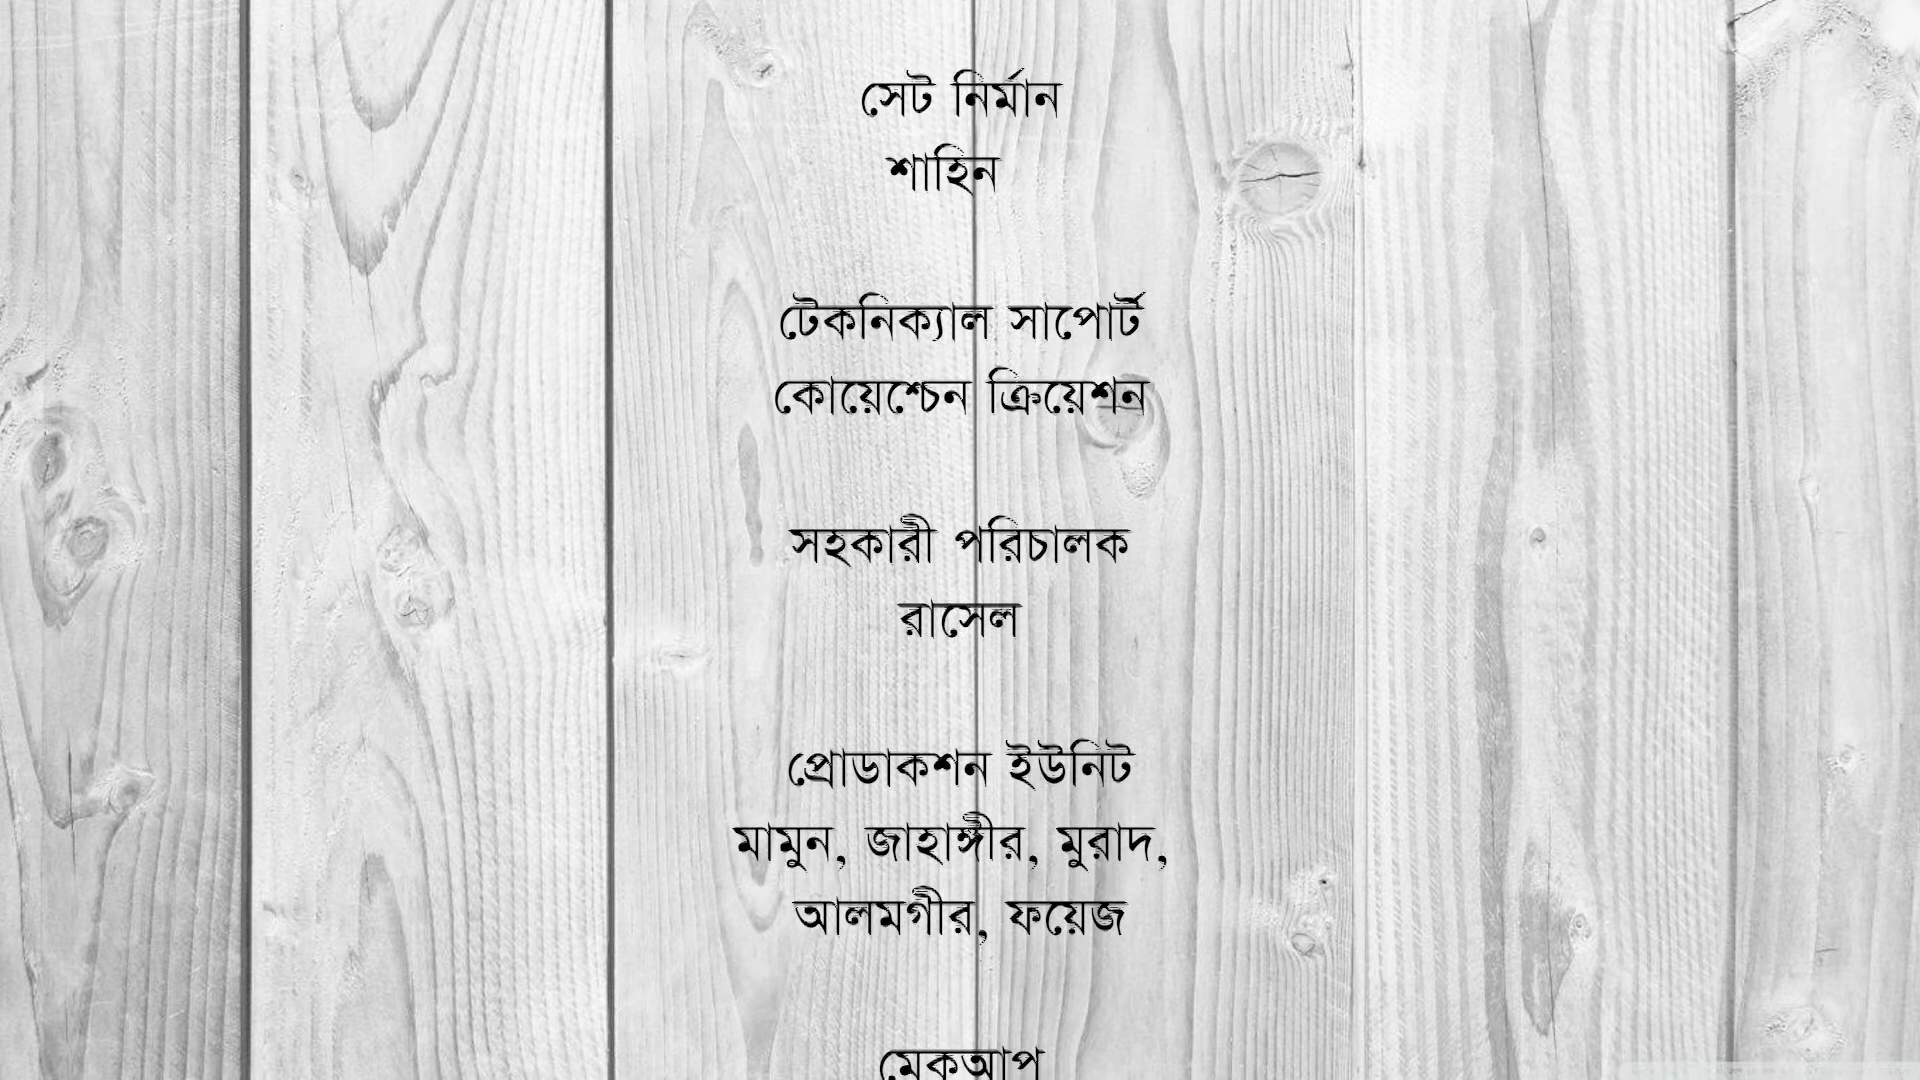 সেট নির্মান
শাহিন
টেকনিক্যাল সাপোর্ট
কোয়েশ্চেন ক্রিয়েশন
সহকারী পরিচালক
রাসেল
প্রোডাকশন ইউনিট
মামুন, জাহাঙ্গীর, মুরাদ,
আলমগীর, ফয়েজ
মেকআপ